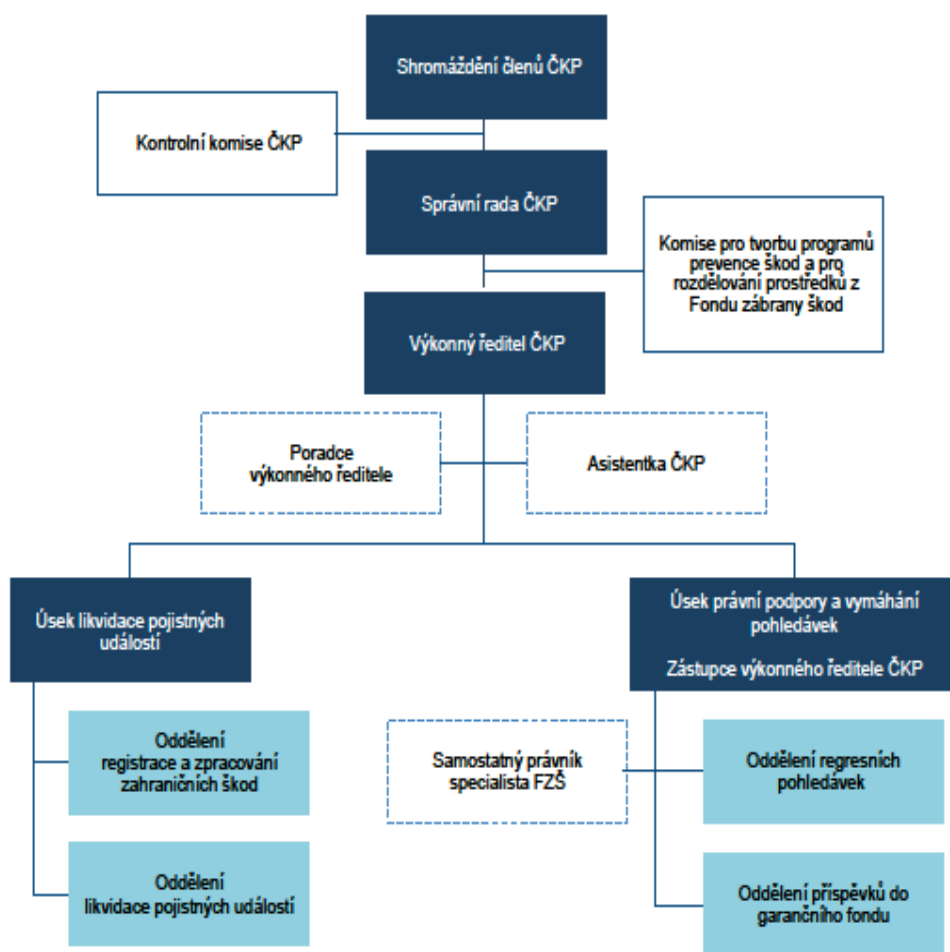 Shromáždění členů ČKP
Kontrolní komise ČKP
Správní rada ČKP
Komise pro tvorbu programů
prevence škod a pro
rozdělování prostředků z
Fondu zábrany škod
Výkonný ředitel ČKP
Poradce
výkonného ředitele
Asistentka ČKP
Úsek likvidace pojistných
událostí
Úsek právní podpory a vymáhání
pohledávek
Zástupce výkonného ředitele ČKP
Oddělení
registrace a zpracování
zahraničních škod
Samostatný právník
specialista FZŠ
Oddělení regresních
pohledávek
Oddělení
likvidace pojistných událostí
Oddělení příspěvků do
garančního fondu